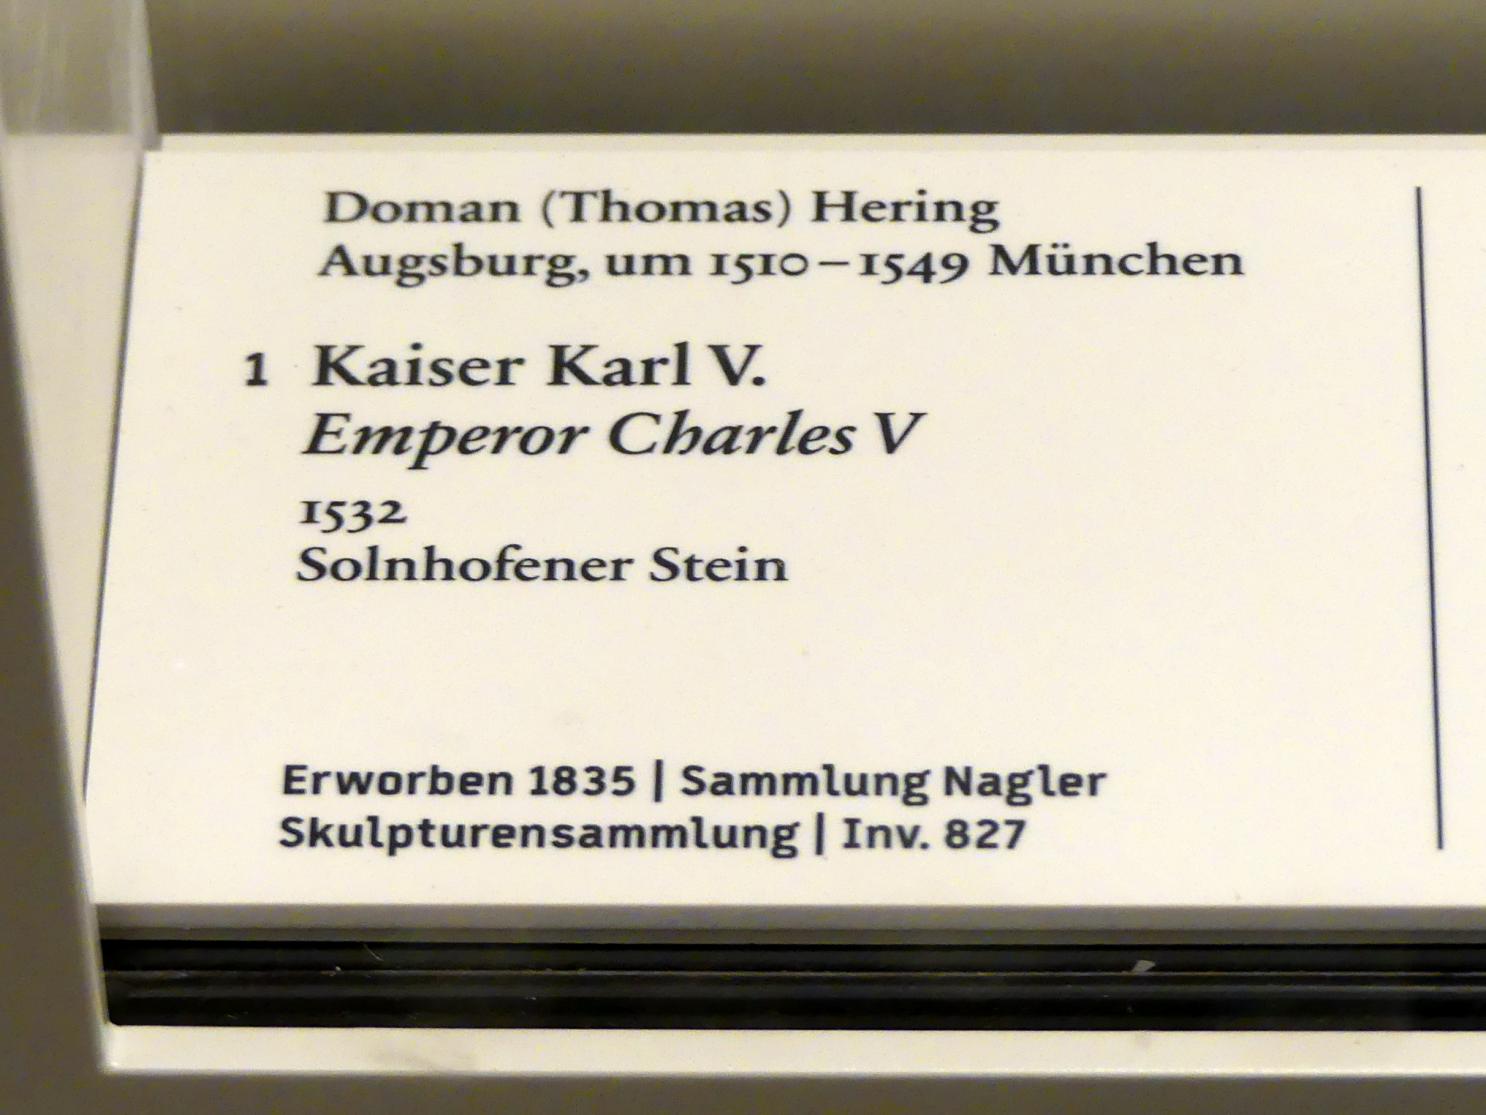 Doman (Thomas) Hering
Augsburg, um 1510 – 1549 München
1 Kaiser Karl V.
Emperor Charles V
1532
Solnhofener Stein
Erworben 1835 | Sammlung Nagler
Skulpturensammlung | Inv. 827